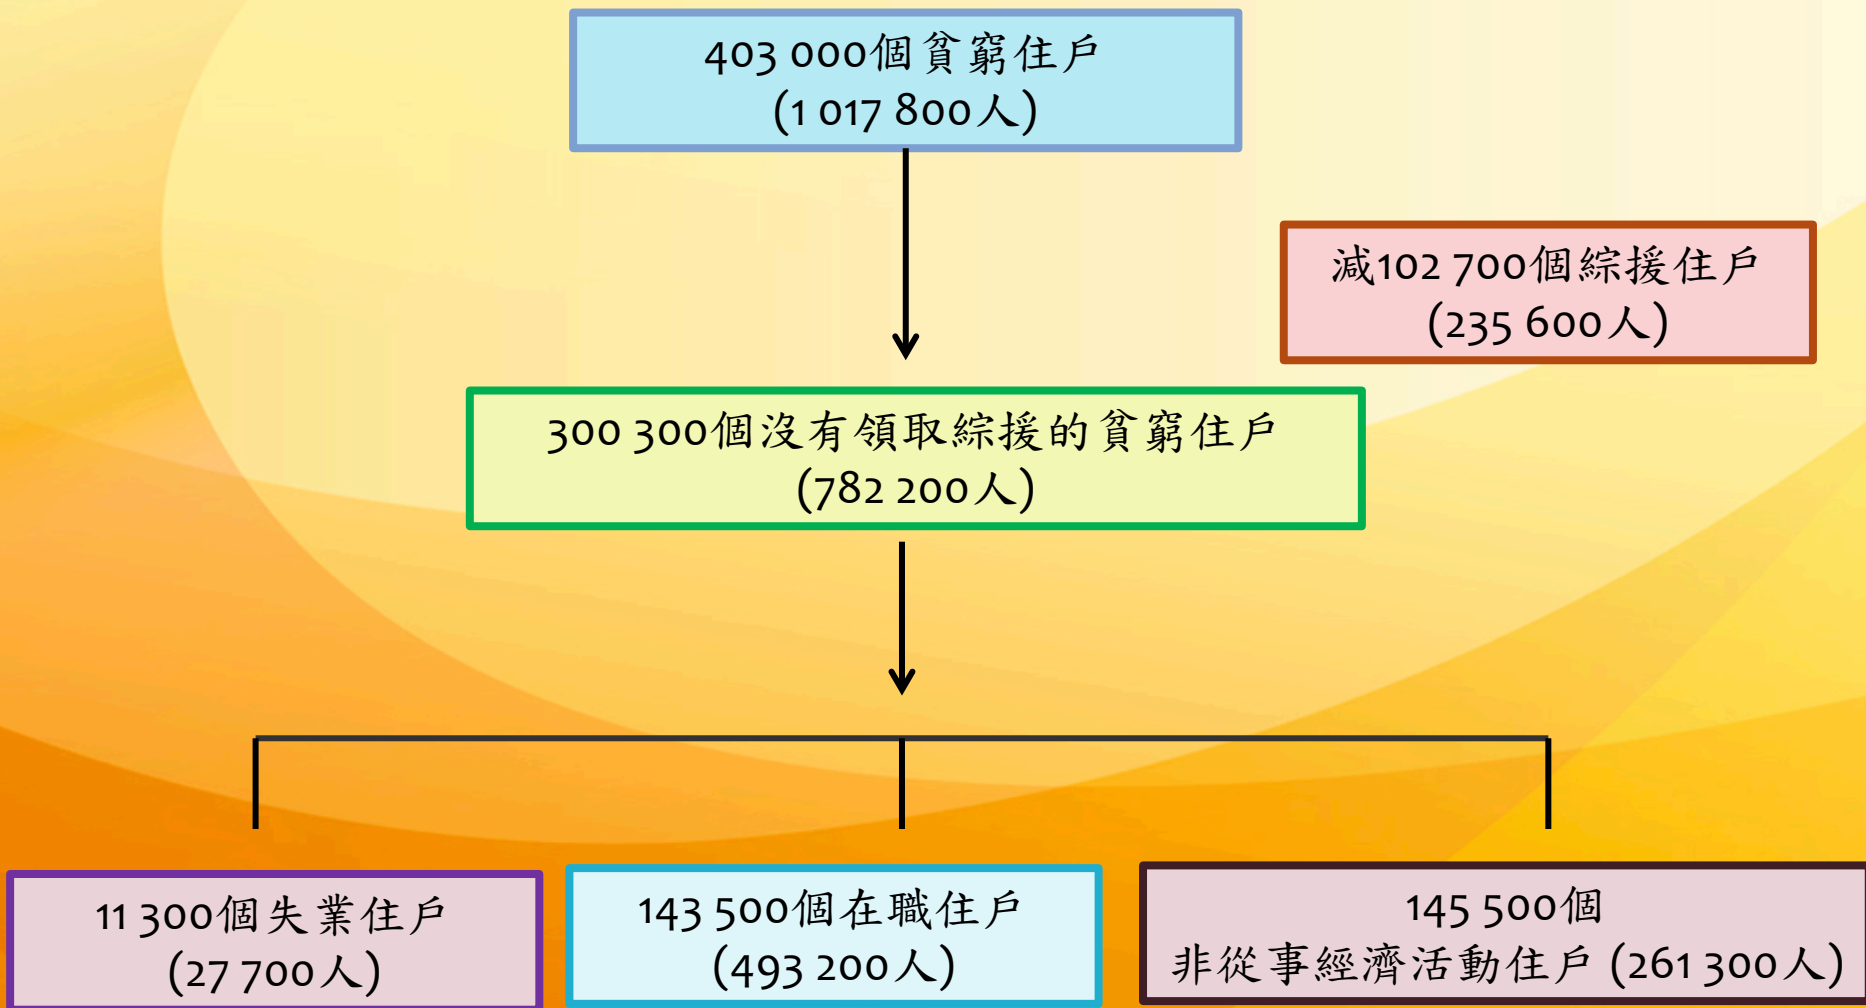 403 000個貧窮住戶
(1 017 800人)
減102 700個綜援住戶
(235 600人)
300 300個沒有領取綜援的貧窮住戶
(782 200人)
11 300個失業住戶
(27 700人)
143 500個在職住戶
(493 200人)
145 500個
非從事經濟活動住戶 (261 300人)